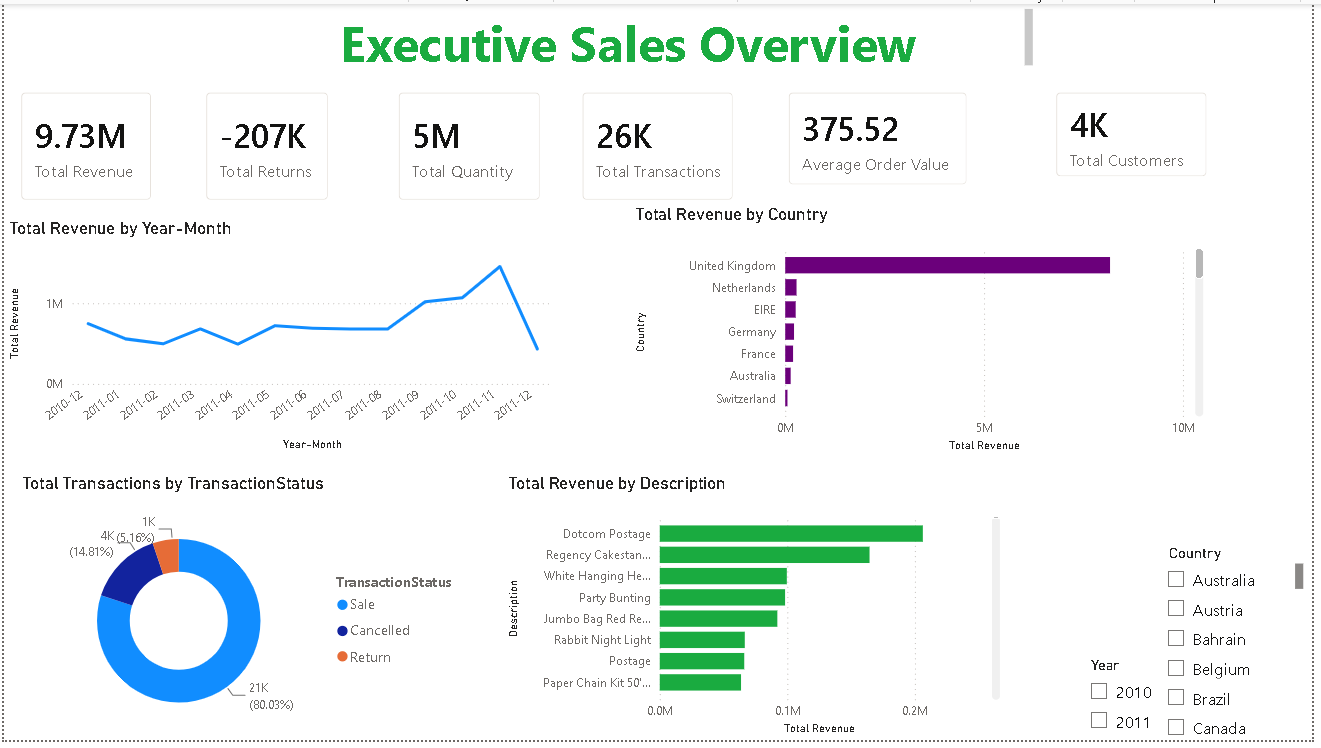 Executive Sales Overview
9.73M
Total Revenue
-207K
Total Returns
5M
Total Quantity
26K
Total Transactions
375.52
Average Order Value
4K
Total Customers
Total Revenue by Year-Month
Total Revenue
1M
0M
2010-12
2011-01
2011-02
2011-03
2011-04
2011-05
2011-06
2011-07
2011-08
2011-09
2011-10
2011-11
2011-12
Year-Month
Total Revenue by Country
Country
United Kingdom
Netherlands
EIRE
Germany
France
Australia
Switzerland
0M
5M
10M
Total Revenue
Total Transactions by TransactionStatus
1K
(5.16%)
4K
(14.81%)
21K
(80.03%)
TransactionStatus
Sale
Cancelled
Return
Total Revenue by Description
Description
Dotcom Postage
Regency Cakestan...
White Hanging He...
Party Bunting
Jumbo Bag Red Re...
Rabbit Night Light
Postage
Paper Chain Kit 50'...
0.0M
0.1M
0.2M
Total Revenue
Year
2010
2011
Country
Australia
Austria
Bahrain
Belgium
Brazil
Canada